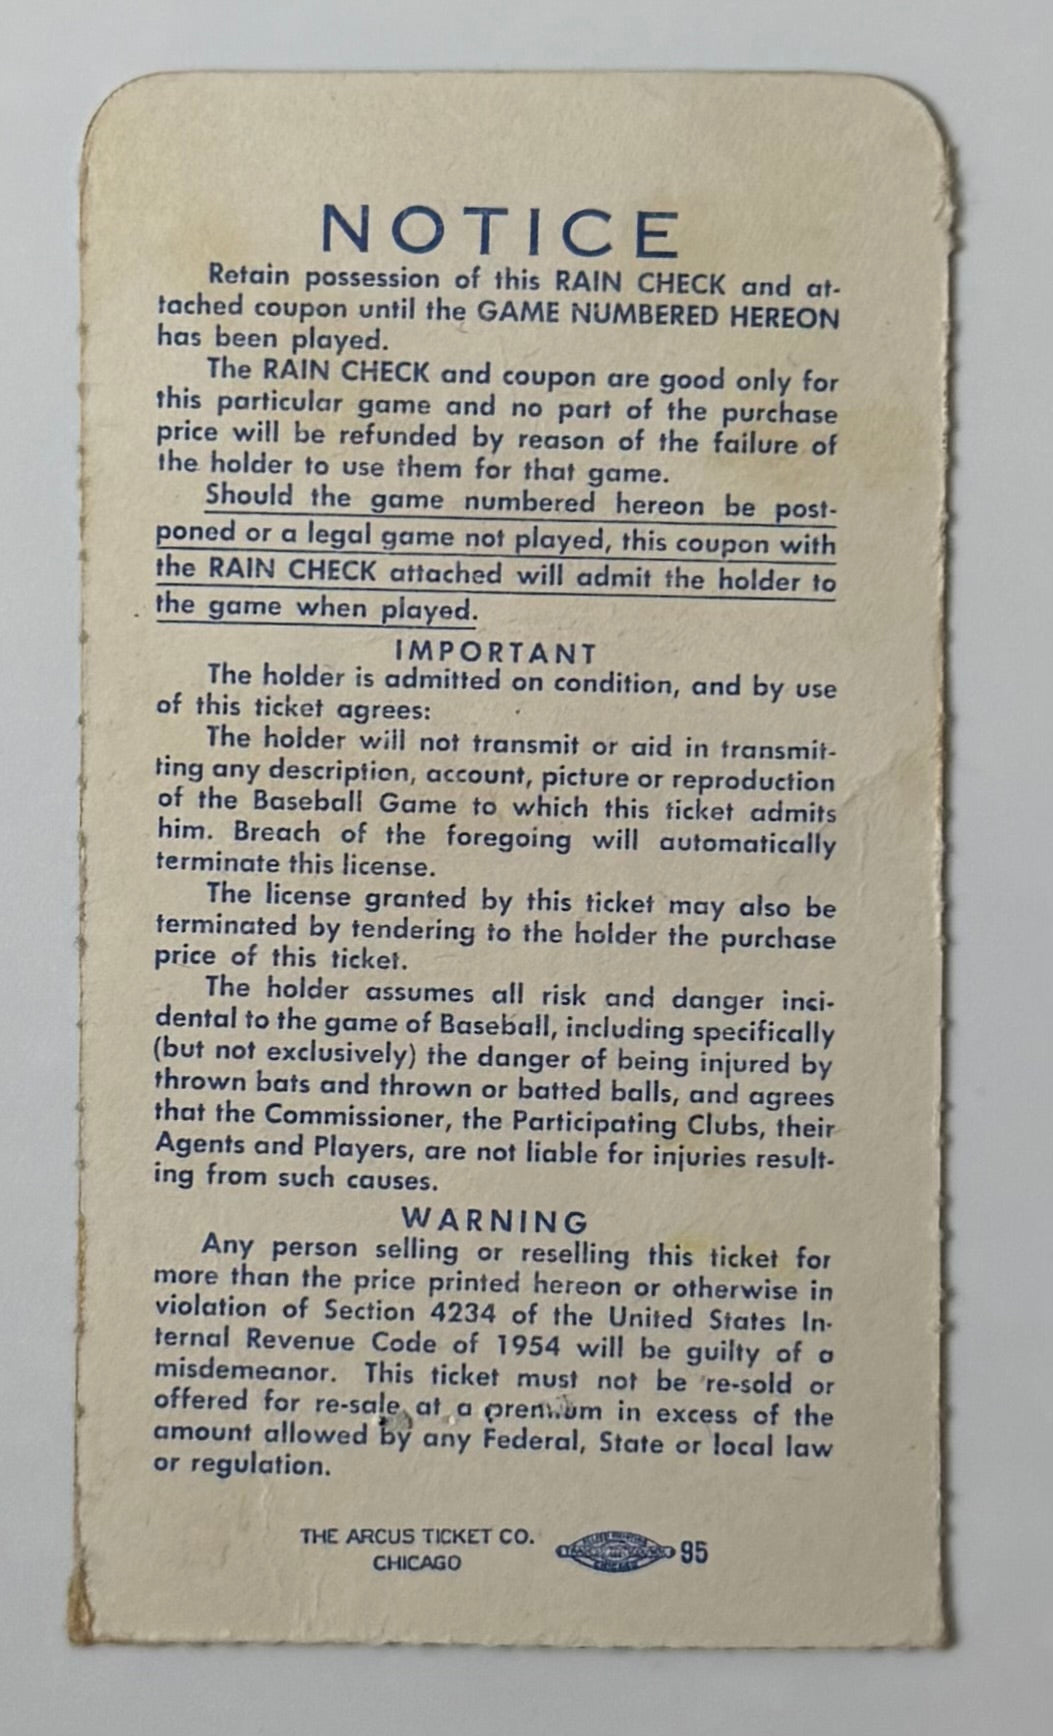 NOTICE
Retain possession of this RAIN CHECK and at-
tached coupon until the GAME NUMBERED HEREON
has been played.
The RAIN CHECK and coupon are good only for
this particular game and no part of the purchase
price will be refunded by reason of the failure of
the holder to use them for that game.
Should the game numbered hereon be post-
poned or a legal game not played, this coupon with
the RAIN CHECK attached will admit the holder to
the game when played.
IMPORTANT
The holder is admitted on condition, and by use
of this ticket agrees:
The holder will not transmit or aid in transmit-
ting any description, account, picture or reproduction
of the Baseball Game to which this ticket admits
him. Breach of the foregoing will automatically
terminate this license.
The license granted by this ticket may also be
terminated by tendering to the holder the purchase
price of this ticket.
The holder assumes all risk and danger inci-
dental to the game of Baseball, including specifically
(but not exclusively) the danger of being injured by
thrown bats and thrown or batted balls, and agrees
that the Commissioner, the Participating Clubs, their
Agents and Players, are not liable for injuries result-
ing from such causes.
WARNING
Any person selling or reselling this ticket for
more than the price printed hereon or otherwise in
violation of Section 4234 of the United States In-
ternal Revenue Code of 1954 will be guilty of a
misdemeanor. This ticket must not be re-sold or
offered for re-sale at a premium in excess of the
amount allowed by any Federal, State or local law
or regulation.
THE ARCUS TICKET CO.
CHICAGO
95